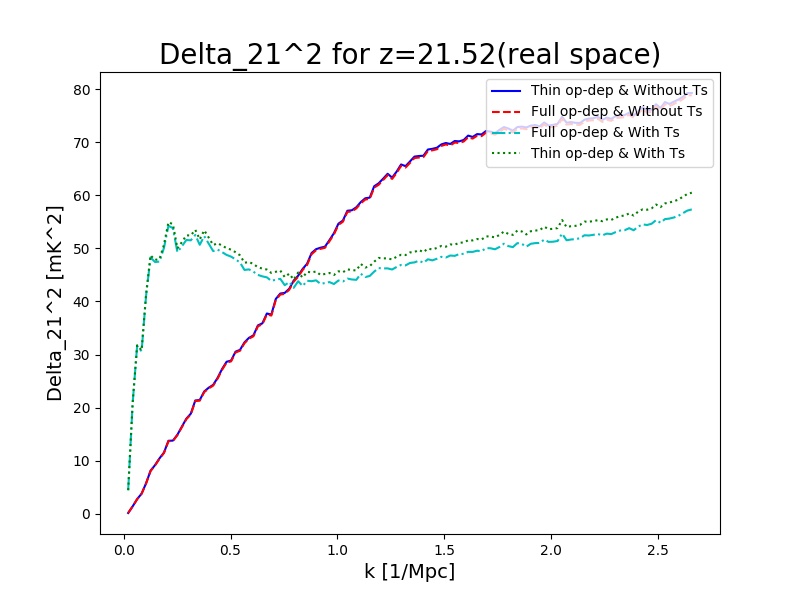 Delta_21^2 for z=21.52(real space)
Thin op-dep & Without Ts
Full op-dep & Without Ts
Full op-dep & With Ts
Thin op-dep & With Ts
Delta_21^2 [mK^2]
80
70
60
50
40
30
20
10
0
0.0 0.5 1.0 1.5 2.0 2.5
k [1/Mpc]